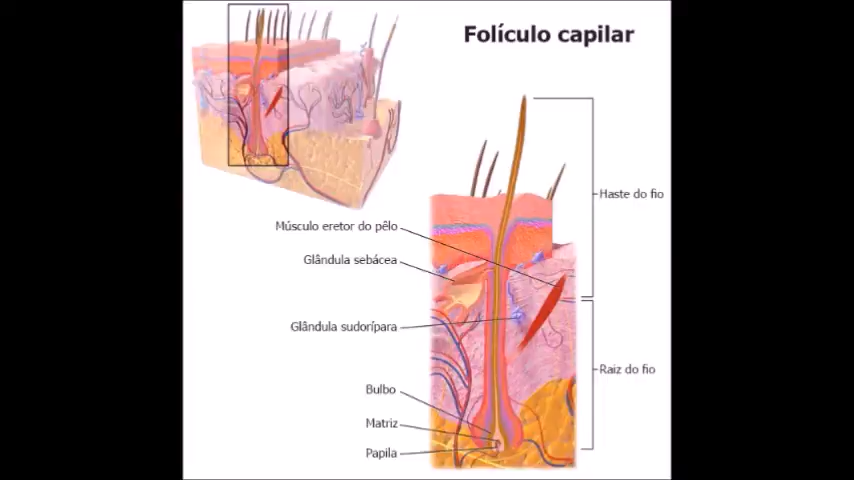 Folículo capilar
Haste do fio
Músculo eretor do pêlo
Glândula sebácea
Glândula sudorípara
Raiz do fio
Bulbo
Matriz
Papila